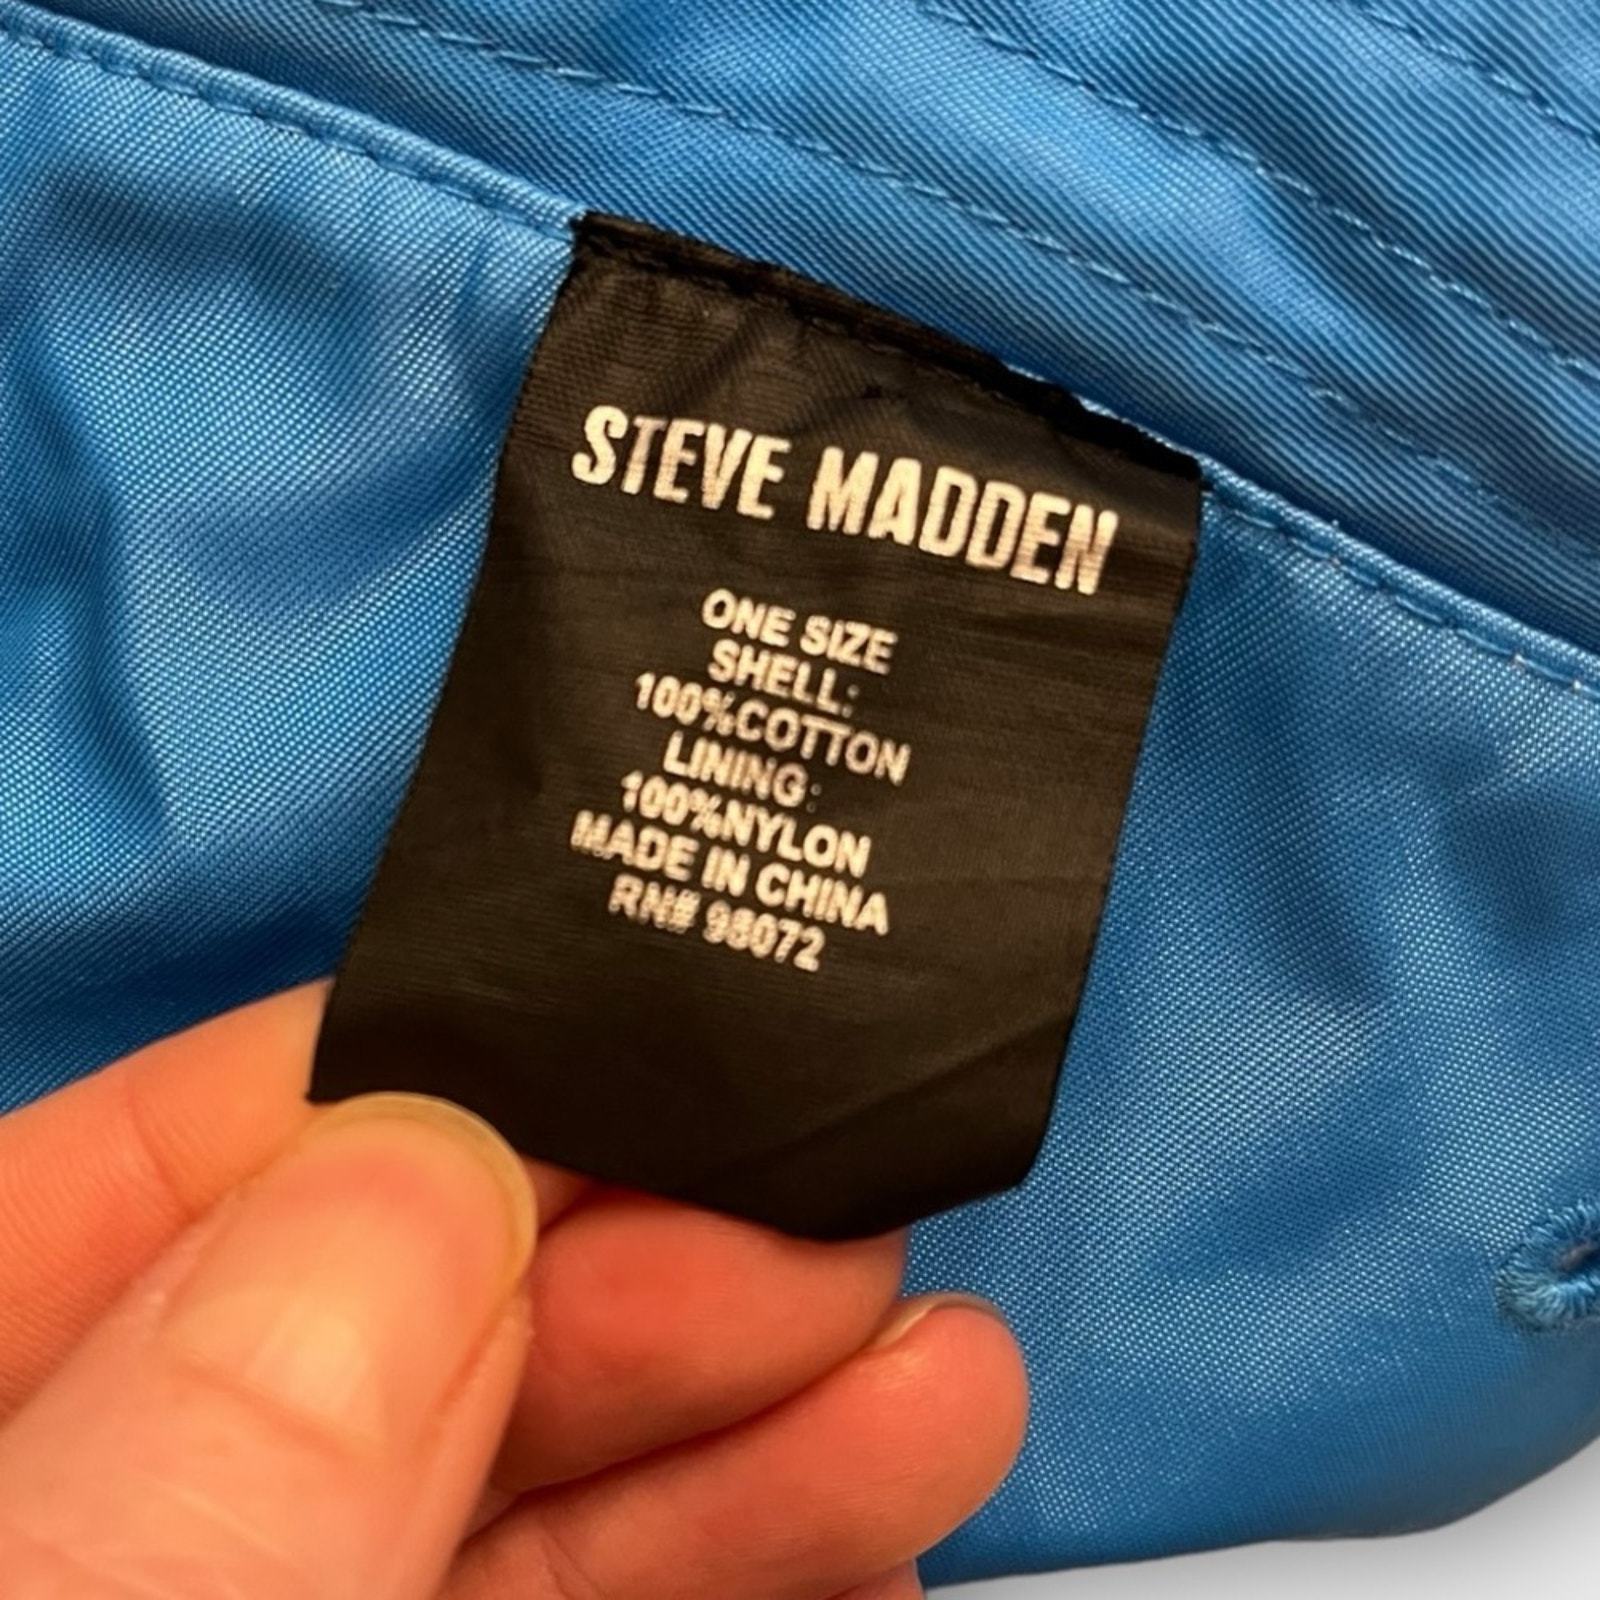 STEVE MADDEN
ONE SIZE
SHELL:
100%COTTON
LINING:
100%NYLON
MADE IN CHINA
RN# 98072